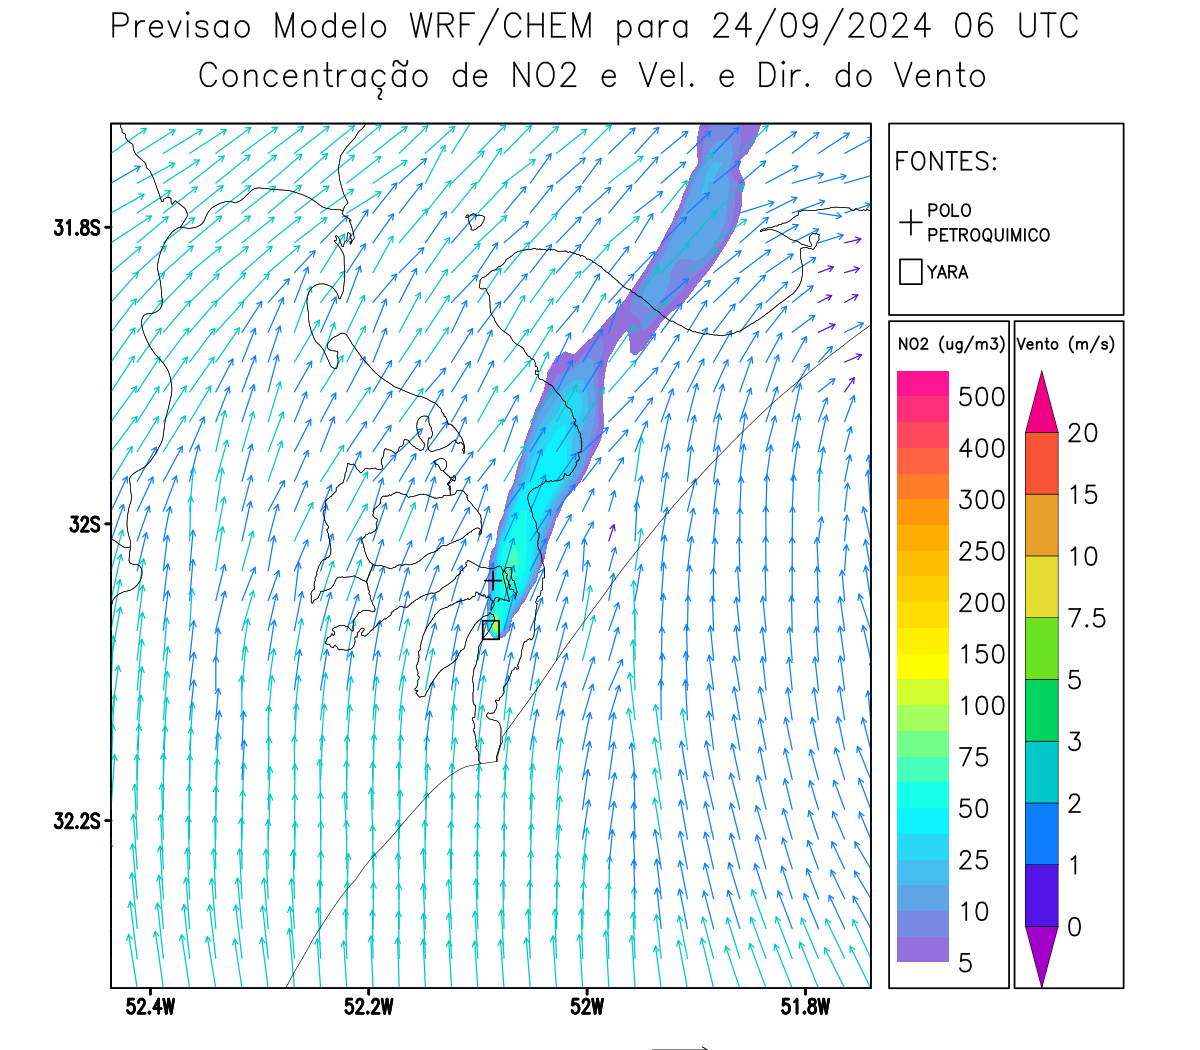 Previsao Modelo WRF/CHEM para 24/09/2024 06 UTC
Concentração de NO2 e Vel. e Dir. do Vento
FONTES:
POLO
PETROQUIMICO
YARA
NO2 (ug/m3)
500
400
300
250
200
150
100
75
50
25
10
5
Vento (m/s)
20
15
10
7.5
5
3
2
1
0
31.8S
32S
32.2S
52.4W
52.2W
52W
51.8W